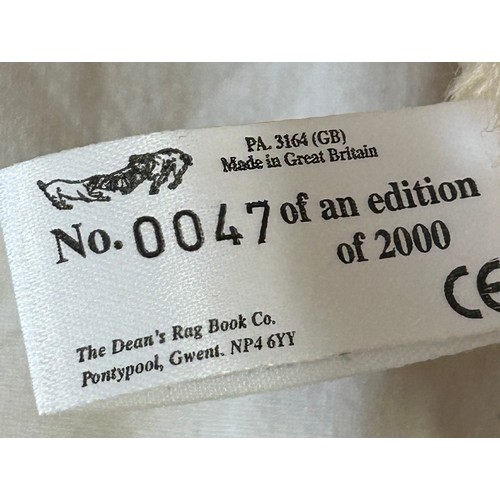 PA. 3164 (GB)
Made in Great Britain
No. 0047 of an edition
of 2000
CE
The Dean's Rag Book Co.
Pontypool, Gwent. NP4 6YY